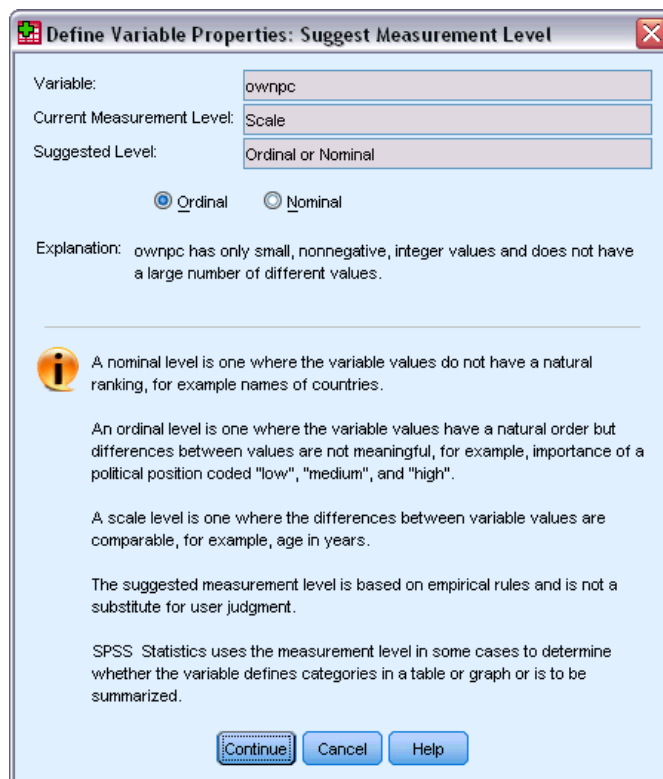 Define Variable Properties: Suggest Measurement Level
Variable: ownpc
Current Measurement Level: Scale
Suggested Level: Ordinal or Nominal
Ordinal Nominal
Explanation: ownpc has only small, nonnegative, integer values and does not have
a large number of different values.
A nominal level is one where the variable values do not have a natural
ranking, for example names of countries.
An ordinal level is one where the variable values have a natural order but
differences between values are not meaningful, for example, importance of a
political position coded "low", "medium", and "high".
A scale level is one where the differences between variable values are
comparable, for example, age in years.
The suggested measurement level is based on empirical rules and is not a
substitute for user judgment.
SPSS Statistics uses the measurement level in some cases to determine
whether the variable defines categories in a table or graph or is to be
summarized.
Continue Cancel Help